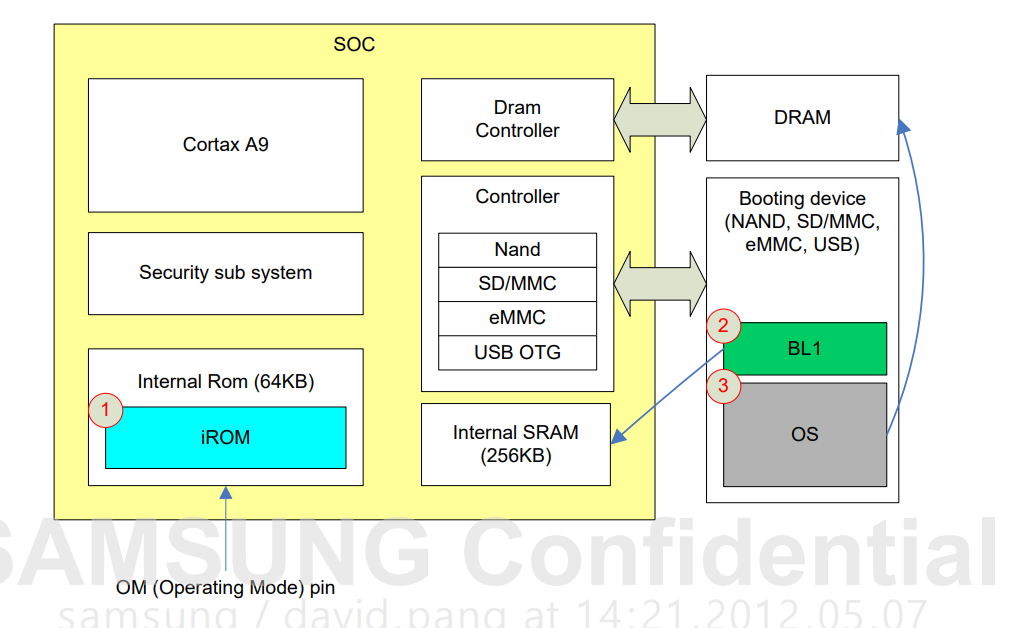 SOC
Cortax A9
Dram
Controller
DRAM
Controller
Nand
SD/MMC
eMMC
USB OTG
Booting device
(NAND, SD/MMC,
eMMC, USB)
Security sub system
Internal Rom (64KB)
1
iROM
Internal SRAM
(256KB)
2
BL1
3
OS
SAMSUNG Confidential
OM (Operating Mode) pin
samsung / david.pang at 14:21,2012.05.07